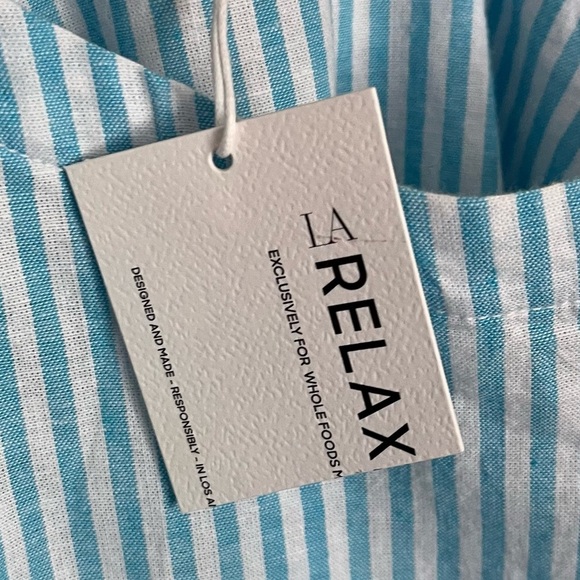 LA
RELAX
EXCLUSIVELY FOR WHOLE FOODS M
DESIGNED AND MADE - RESPONSIBLY - IN LOS A